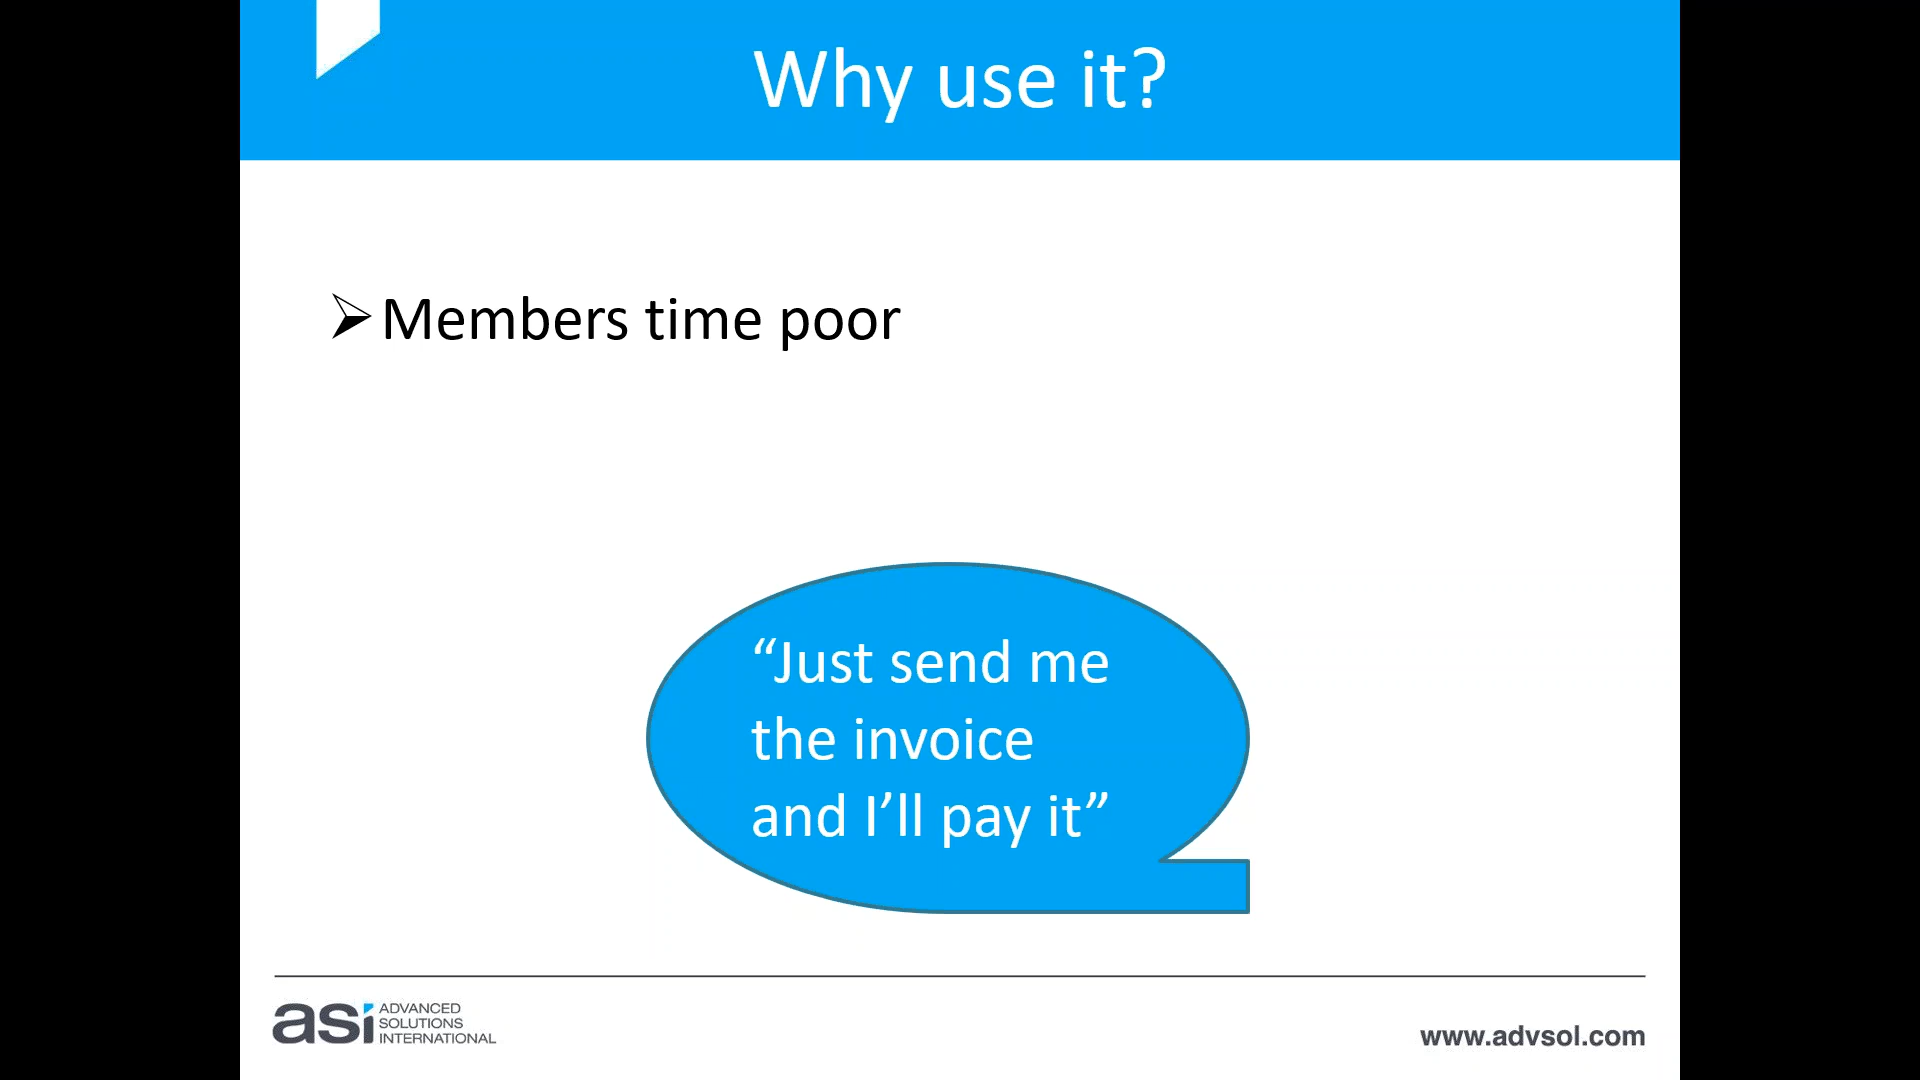 Why use it?
Members time poor
“Just send me
the invoice
and I’ll pay it”
asi
ADVANCED
SOLUTIONS
INTERNATIONAL
www.advsol.com